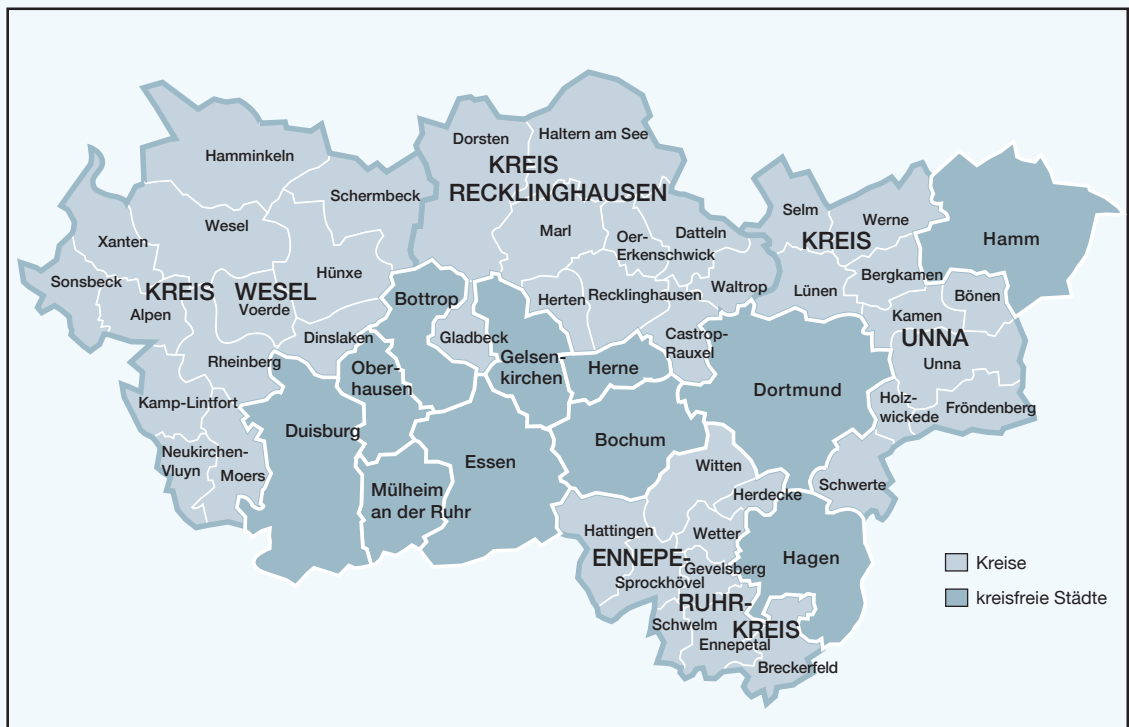 Dorsten
Haltern am See
KREIS
RECKLINGHAUSEN
Hamminkeln
Schermbeck
Selm
Werne
KREIS
Hamm
Wesel
Marl
Oer-
Erkenschwick
Datteln
Xanten
Sonsbeck
KREIS WESEL
Alpen
Voerde
Hünxe
Bottrop
Herten
Recklinghausen
Waltrop
Lünen
Bergkamen
Bönen
Kamen
UNNA
Unna
Dinslaken
Gladbeck
Gelsen-
kirchen
Castrop-
Rauxel
Herne
Rheinberg
Ober-
hausen
Dortmund
Holz-
wickede
Fröndenberg
Kamp-Lintfort
Duisburg
Neukirchen-
Vluyn
Moers
Essen
Bochum
Witten
Schwerte
Mülheim
an der Ruhr
Herdecke
Hattingen
Wetter
Hagen
ENNEPE-
Gevelsberg
Sprockhövel
RUHR-
KREIS
Schwelm
Ennepetal
Breckerfeld
Kreise
kreisfreie Städte